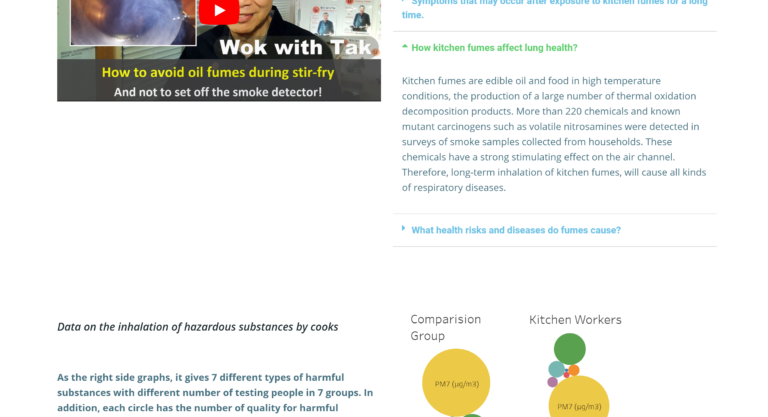 Wok with Tak
How to avoid oil fumes during stir-fry
And not to set off the smoke detector!
Symptoms that may occur after exposure to kitchen fumes for a long
time.
How kitchen fumes affect lung health?
Kitchen fumes are edible oil and food in high temperature
conditions, the production of a large number of thermal oxidation
decomposition products. More than 220 chemicals and known
mutant carcinogens such as volatile nitrosamines were detected in
surveys of smoke samples collected from households. These
chemicals have a strong stimulating effect on the air channel.
Therefore, long-term inhalation of kitchen fumes, will cause all kinds
of respiratory diseases.
What health risks and diseases do fumes cause?
Data on the inhalation of hazardous substances by cooks
As the right side graphs, it gives 7 different types of harmful
substances with different number of testing people in 7 groups. In
addition, each circle has the number of quality for harmful
Comparision
Group
PM7 (µg/m3)
Kitchen Workers
PM7 (µg/m3)